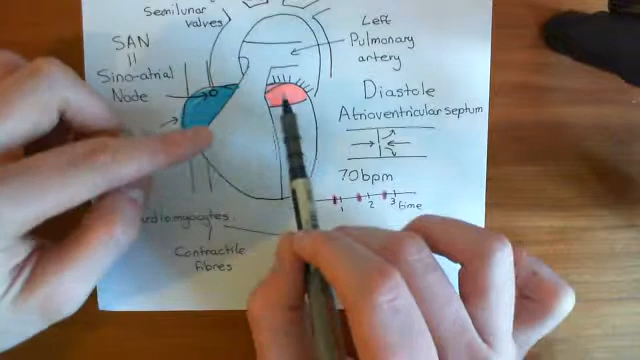 Semilunar
valves
SAN
=
Sino-atrial
Node
Left
Pulmonary
artery
Diastole
Atrioventricular septum
70bpm
1 2 3 time
Contractile
fibres